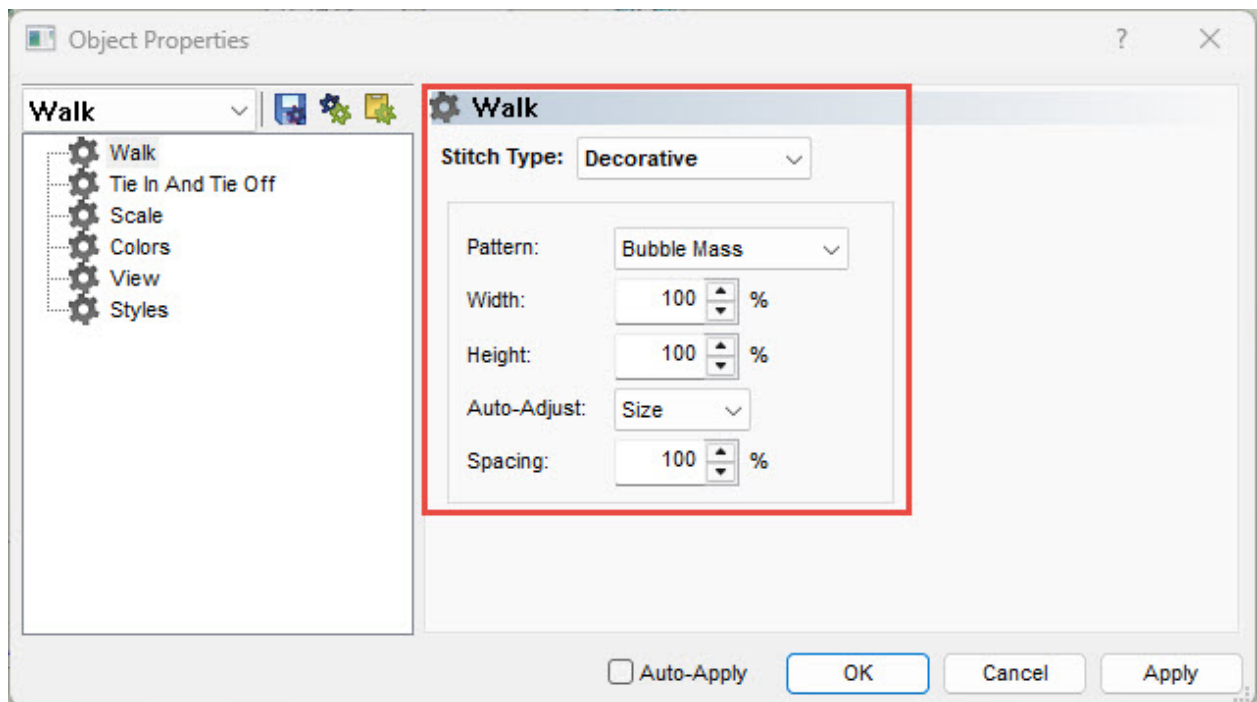 Object Properties
?
Walk
Walk
Tie In And Tie Off
Scale
Colors
View
Styles
Walk
Stitch Type: Decorative
Pattern: Bubble Mass
Width: 100 %
Height: 100 %
Auto-Adjust: Size
Spacing: 100 %
Auto-Apply OK Cancel Apply